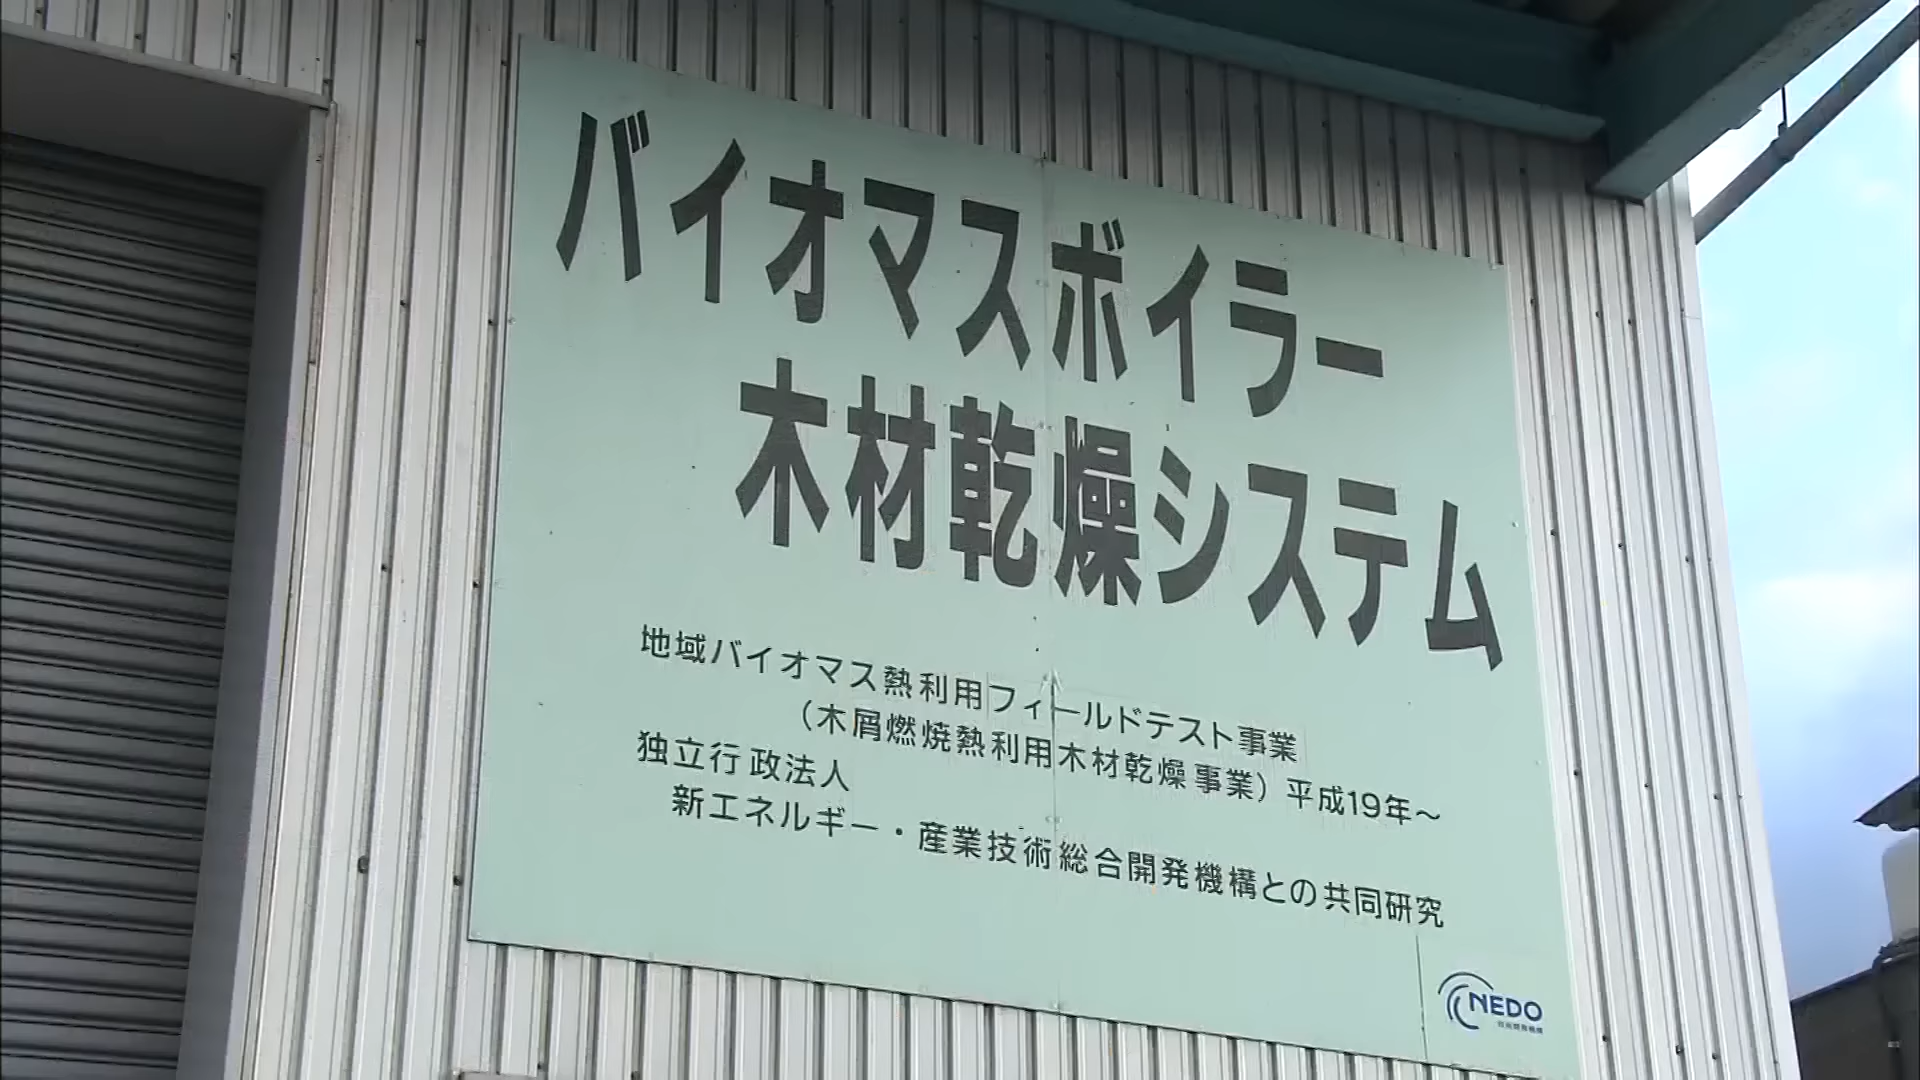 バイオマスボイラー
木材乾燥システム
地域バイオマス熱利用フィールドテスト事業
（木屑燃焼熱利用木材乾燥事業）平成19年～
独立行政法人
新エネルギー・産業技術総合開発機構との共同研究
NEDO